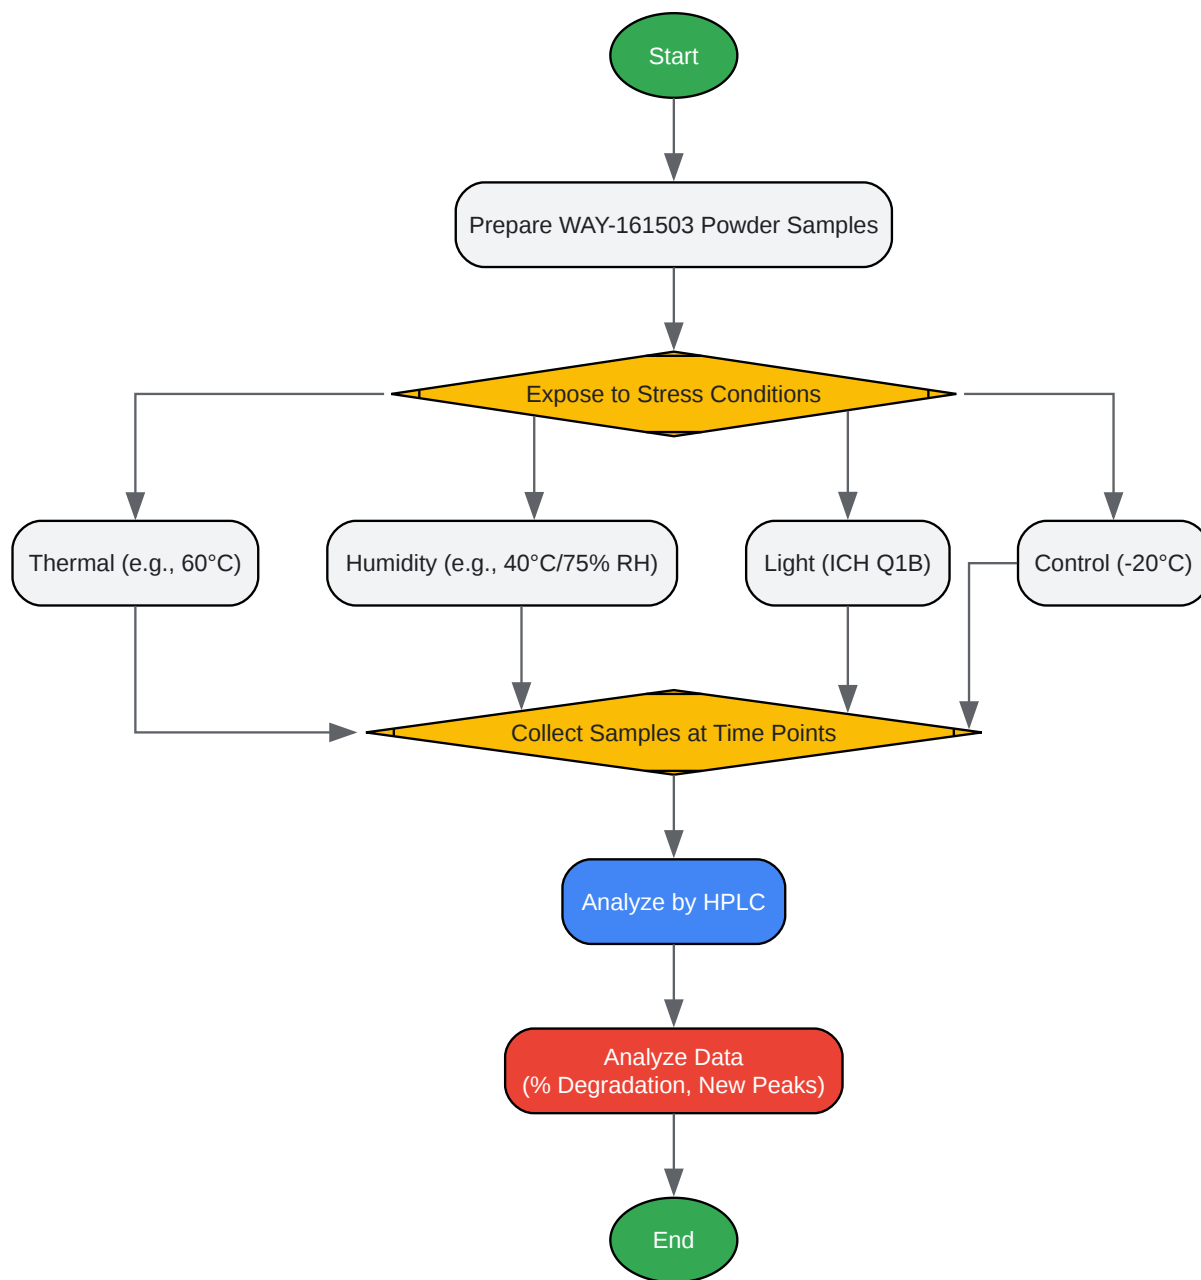 Start
Prepare WAY-161503 Powder Samples
Expose to Stress Conditions
Thermal (e.g., 60°C)
Humidity (e.g., 40°C/75% RH)
Light (ICH Q1B)
Control (-20°C)
Collect Samples at Time Points
Analyze by HPLC
Analyze Data
(% Degradation, New Peaks)
End